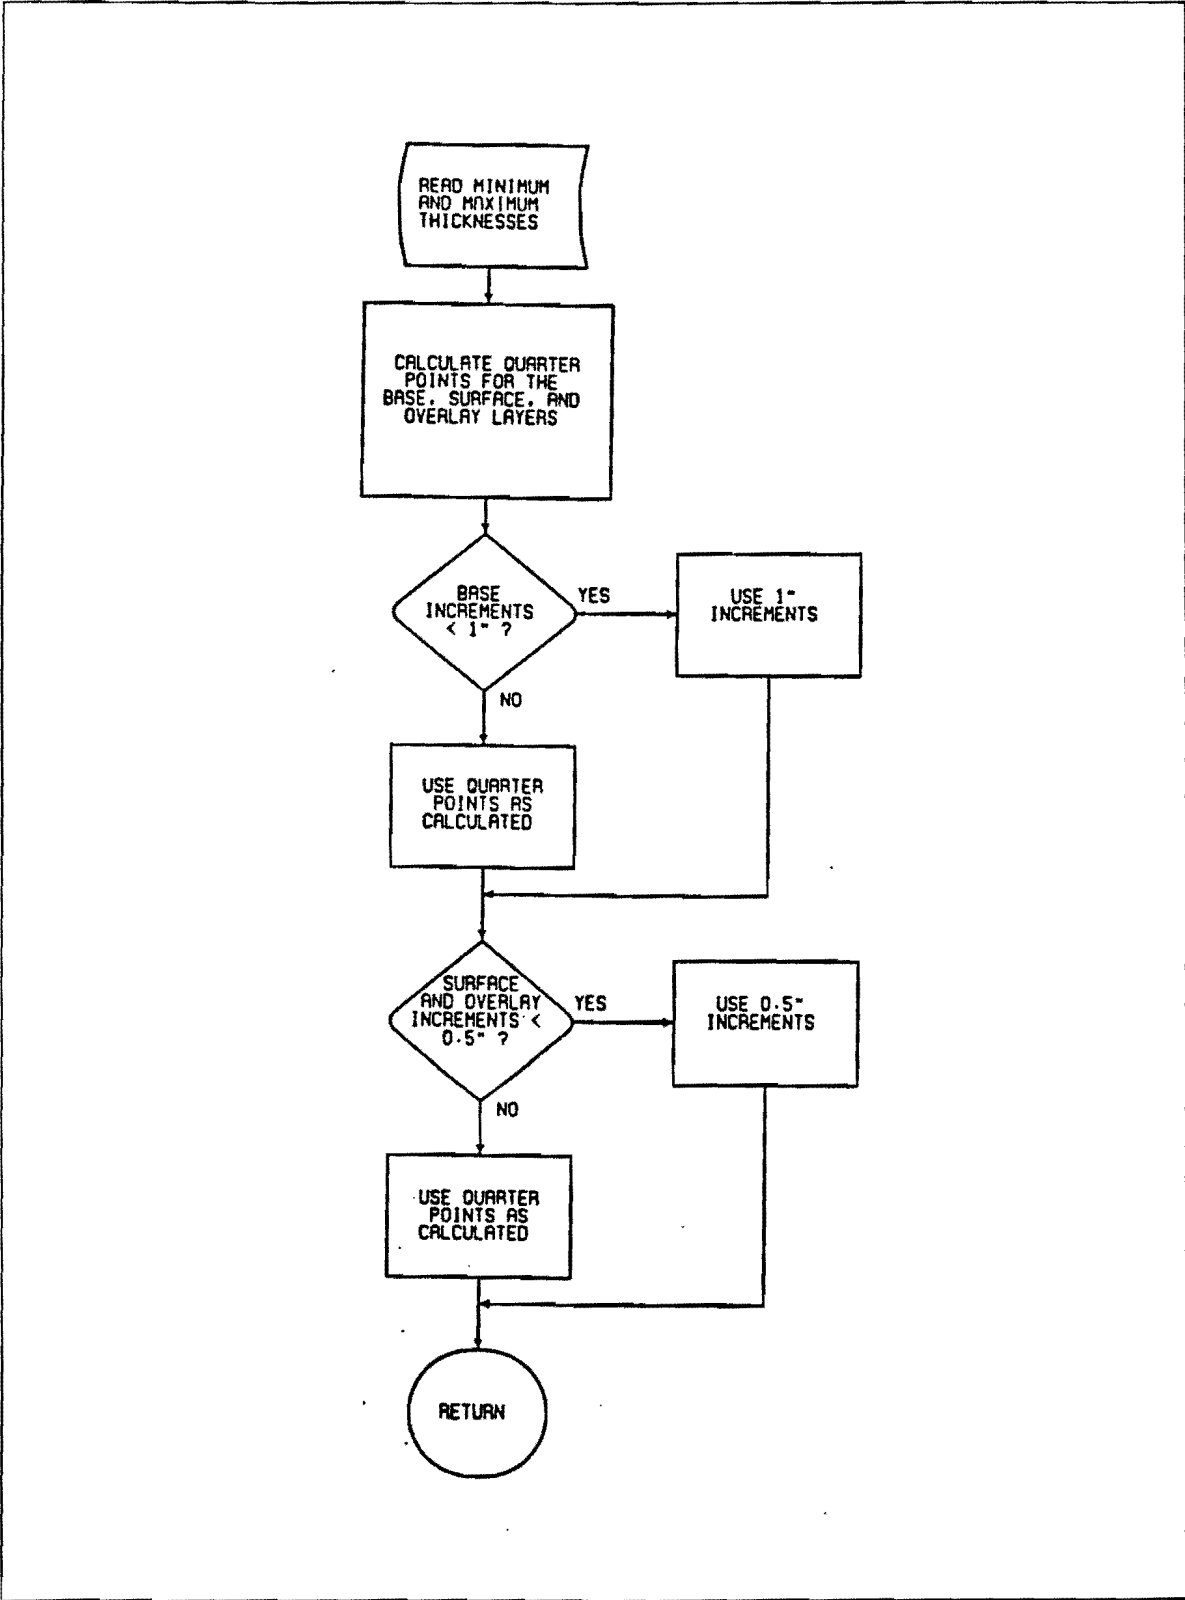 READ MINIMUM
AND MAXIMUM
THICKNESSES
CALCULATE QUARTER
POINTS FOR THE
BASE, SURFACE, AND
OVERLAY LAYERS
BASE
INCREMENTS
< 1" ?
YES
USE 1"
INCREMENTS
NO
USE QUARTER
POINTS AS
CALCULATED
SURFACE
AND OVERLAY
INCREMENTS <
0.5" ?
YES
USE 0.5"
INCREMENTS
NO
USE QUARTER
POINTS AS
CALCULATED
RETURN